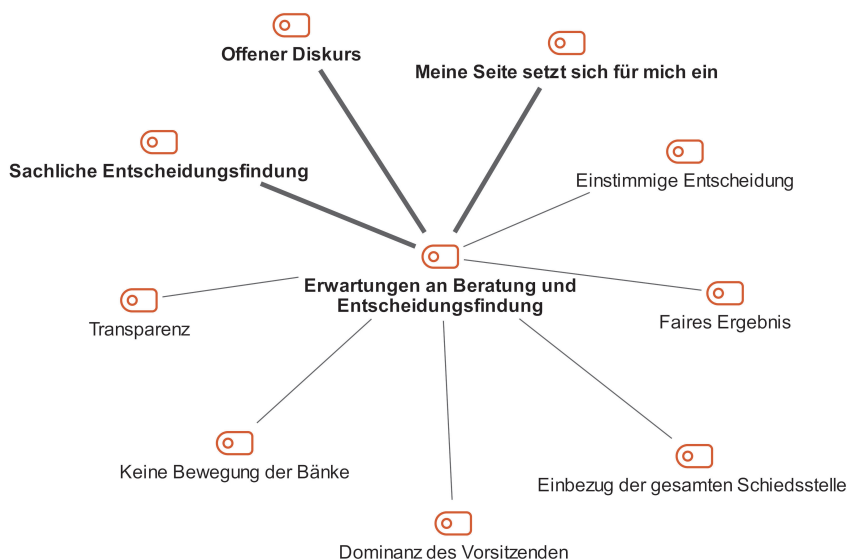 Offener Diskurs
Meine Seite setzt sich für mich ein
Sachliche Entscheidungsfindung
Einstimmige Entscheidung
Erwartungen an Beratung und
Entscheidungsfindung
Transparenz
Faires Ergebnis
Keine Bewegung der Bänke
Einbezug der gesamten Schiedsstelle
Dominanz des Vorsitzenden